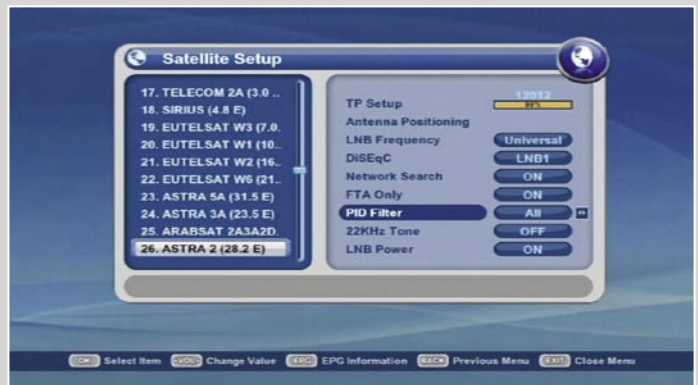 Satellite Setup
17. TELECOM 2A (3.0 ..
18. SIRIUS (4.8 E)
19. EUTELSAT W3 (7.0.
20. EUTELSAT W1 (10..
21. EUTELSAT W2 (16..
22. EUTELSAT W6 (21..
23. ASTRA 5A (31.5 E)
24. ASTRA 3A (23.5 E)
25. ARABSAT 2A3A2D.
26. ASTRA 2 (28.2 E)
12012
TP Setup
Antenna Positioning
LNB Frequency Universal
DiSEqC LNB1
Network Search ON
FTA Only ON
PID Filter All
22KHz Tone OFF
LNB Power ON
OK Select Item -VOL+ Change Value EPG EPG Information BACK Previous Menu EXIT Close Menu